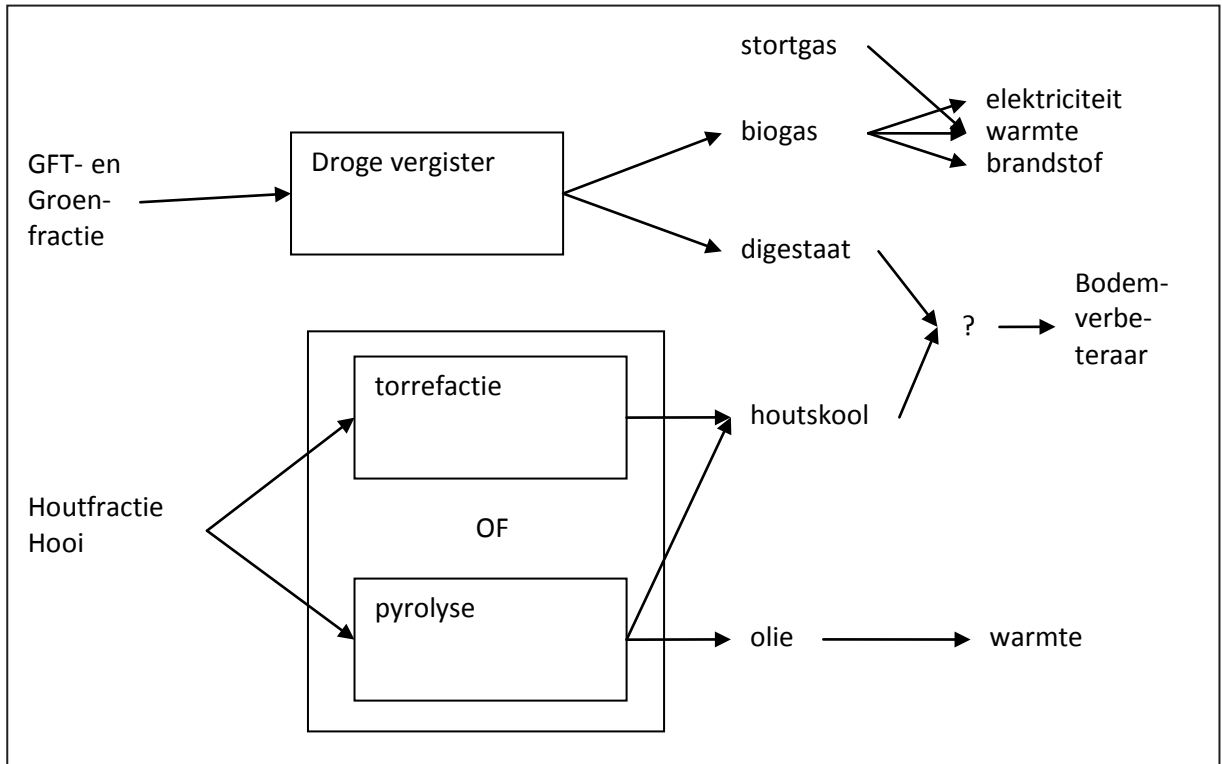 stortgas
elektriciteit
biogas
warmte
brandstof
GFT- en
Groen-
fractie
Droge vergister
digestaat
Bodem-
verbe-
teraar
?
torrefactie
houtskool
Houtfractie
Hooi
OF
pyrolyse
olie
warmte